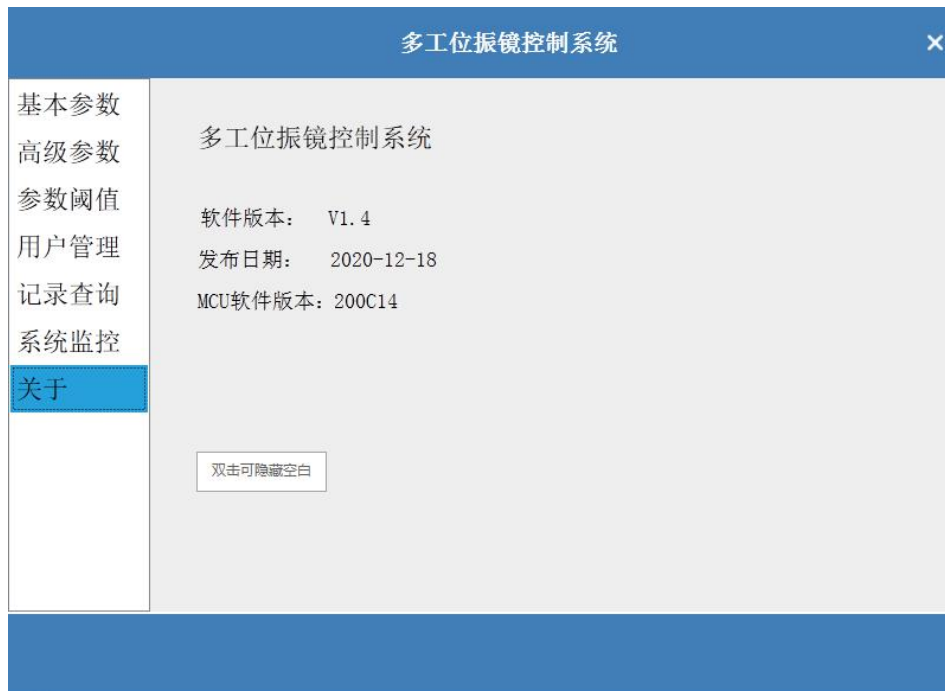 多工位振镜控制系统
×
基本参数
高级参数
参数阈值
用户管理
记录查询
系统监控
关于
多工位振镜控制系统
软件版本： V1.4
发布日期： 2020-12-18
MCU软件版本：200C14
双击可隐藏空白